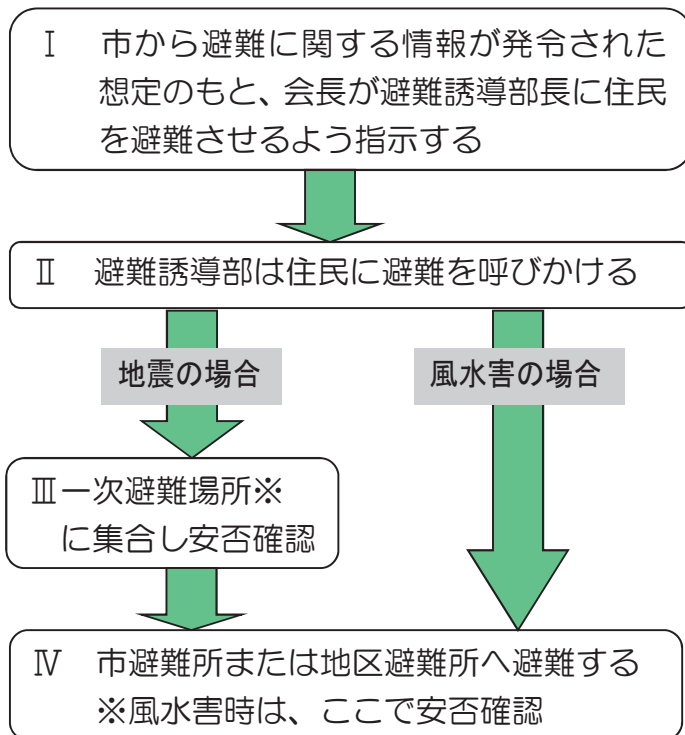 Ⅰ 市から避難に関する情報が発令された
想定のもと、会長が避難誘導部長に住民
を避難させるよう指示する
Ⅱ 避難誘導部は住民に避難を呼びかける
地震の場合
風水害の場合
Ⅲ一次避難場所※
に集合し安否確認
Ⅳ 市避難所または地区避難所へ避難する
※風水害時は、ここで安否確認